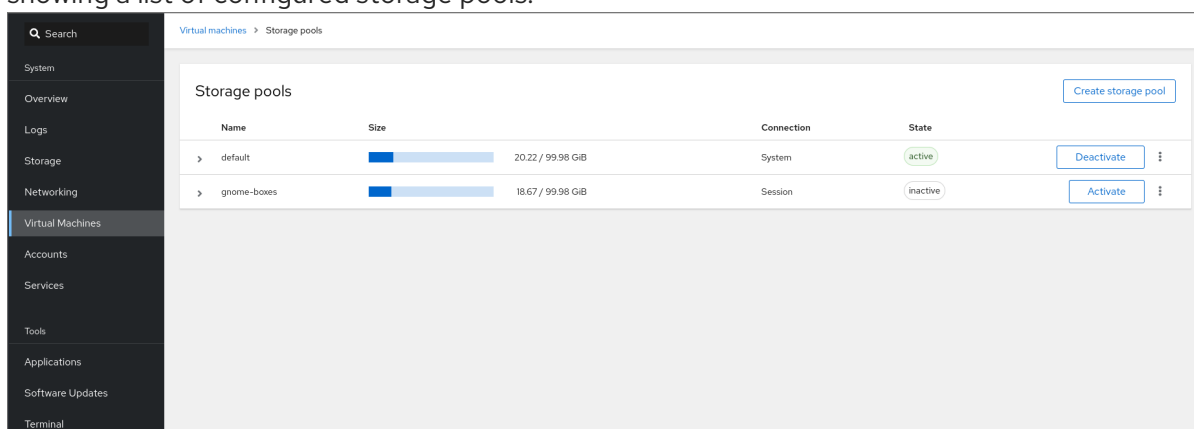 showing a list of configured storage pools.
Search
Virtual machines > Storage pools
System
Overview
Logs
Storage
Networking
Virtual Machines
Accounts
Services
Tools
Applications
Software Updates
Terminal
Storage pools
Create storage pool
Name Size Connection State
default 20.22 / 99.98 GiB System active Deactivate
gnome-boxes 18.67 / 99.98 GiB Session inactive Activate